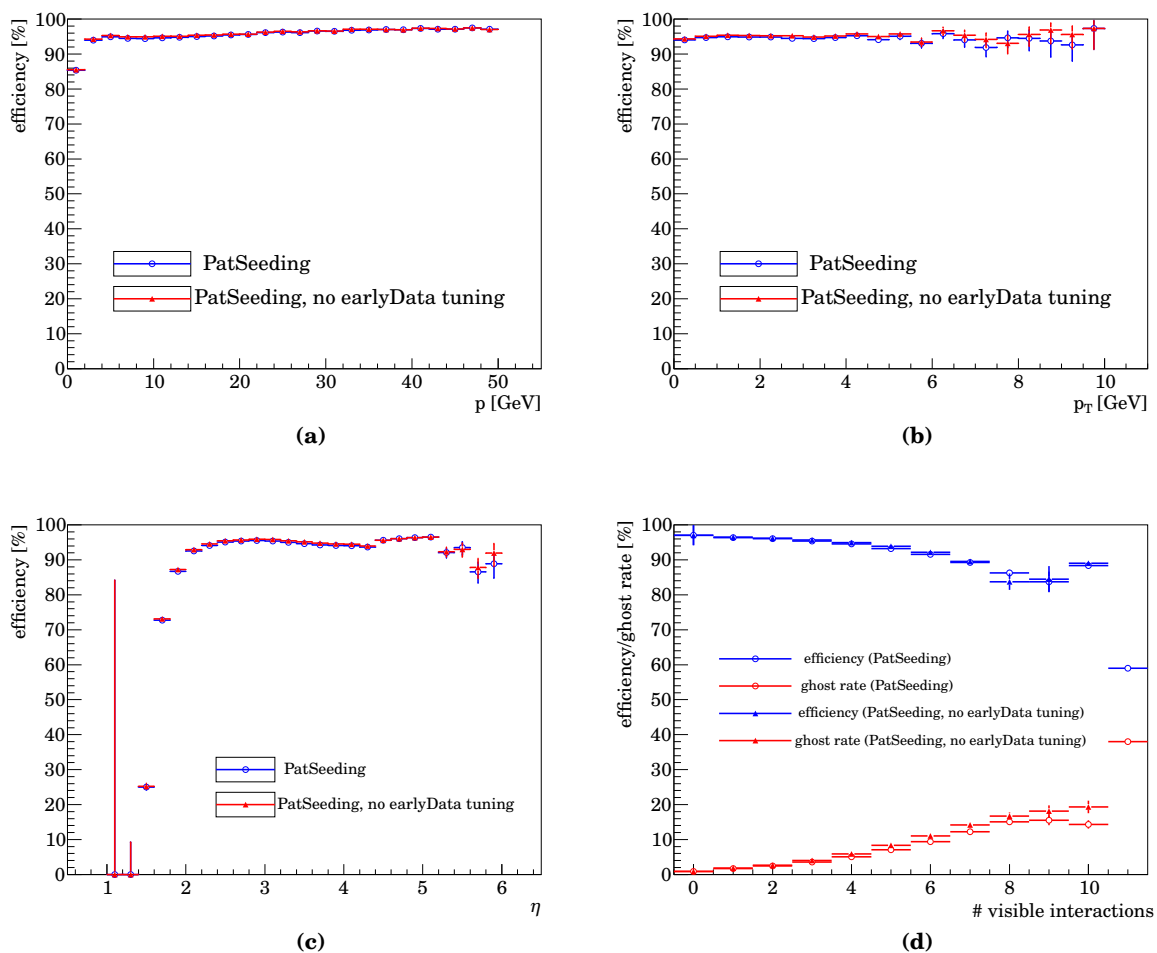 efficiency [%]
100
90
80
70
60
50
40
30
20
10
0
PatSeeding
PatSeeding, no earlyData tuning
0 10 20 30 40 50
p [GeV]
(a)
efficiency [%]
100
90
80
70
60
50
40
30
20
10
0
PatSeeding
PatSeeding, no earlyData tuning
0 2 4 6 8 10
p_T [GeV]
(b)
efficiency [%]
100
90
80
70
60
50
40
30
20
10
0
PatSeeding
PatSeeding, no earlyData tuning
1 2 3 4 5 6
η
(c)
efficiency/ghost rate [%]
100
90
80
70
60
50
40
30
20
10
0
efficiency (PatSeeding)
ghost rate (PatSeeding)
efficiency (PatSeeding, no earlyData tuning)
ghost rate (PatSeeding, no earlyData tuning)
0 2 4 6 8 10
# visible interactions
(d)